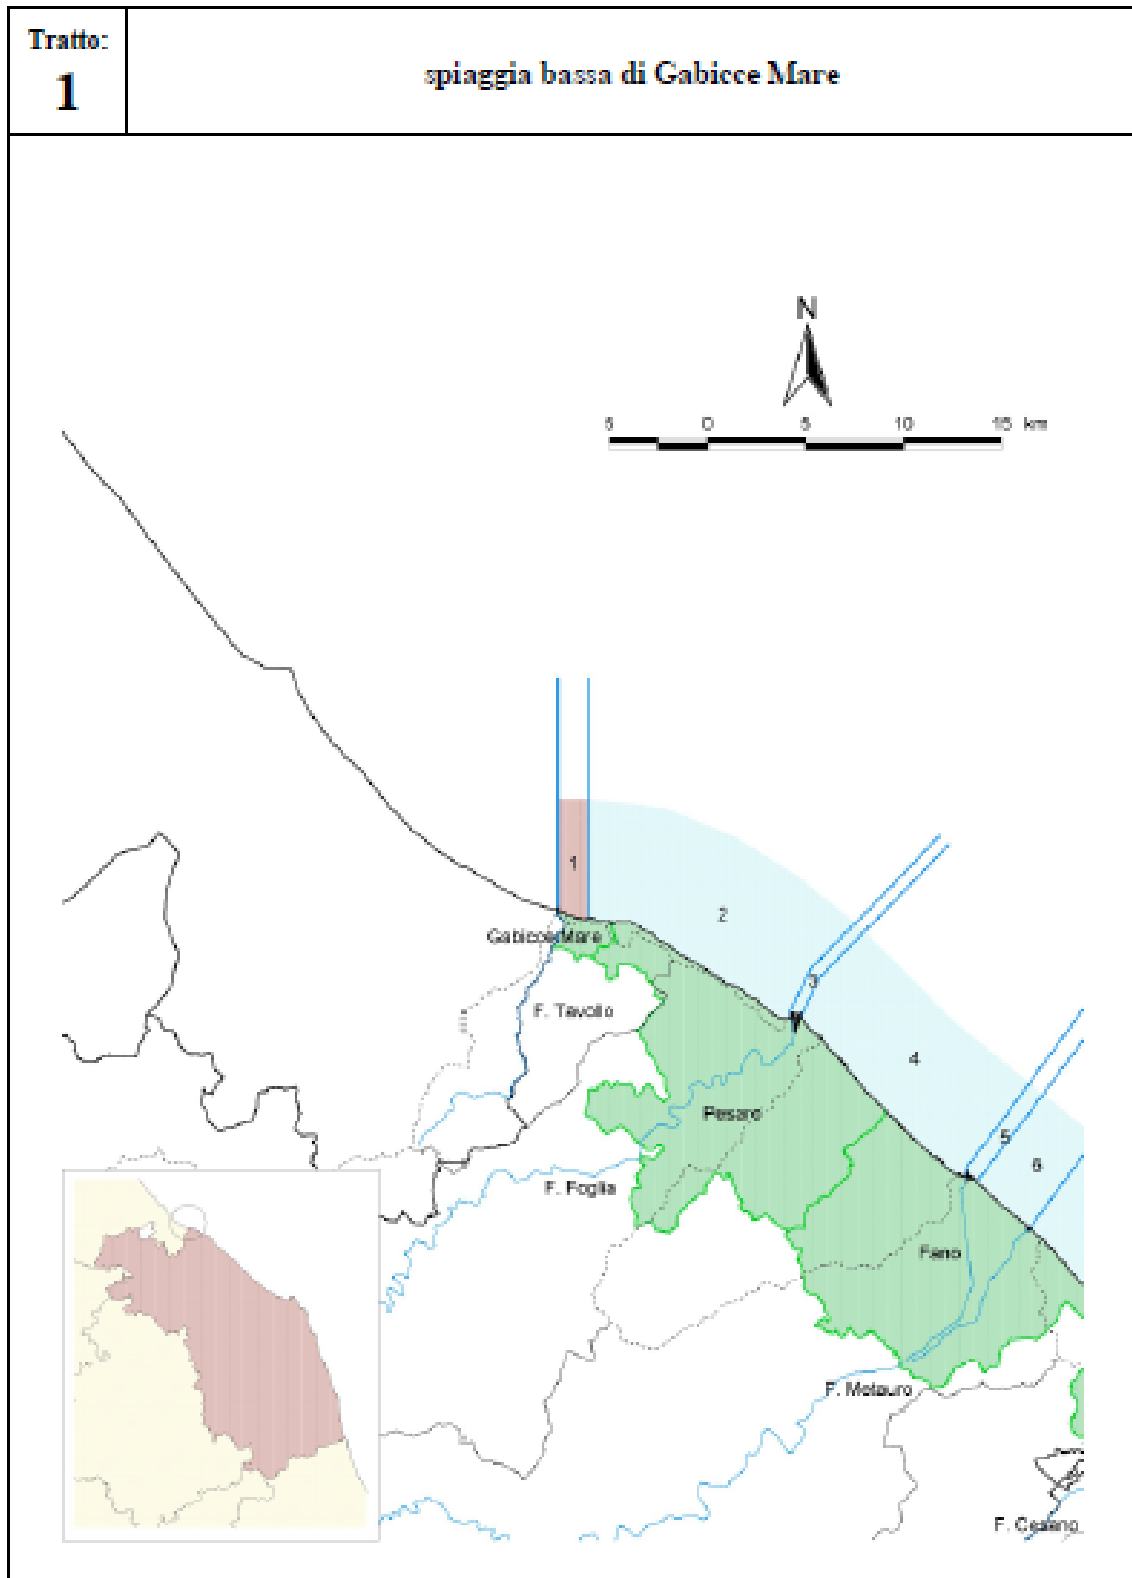 Tratto:
1
spiaggia bassa di Gabicce Mare
N
5 0 5 10 15 km
1
2
Gabicce Mare
3
F. Tavollo
4
Pesaro
5
6
F. Foglia
Fano
F. Metauro
F. Cesano